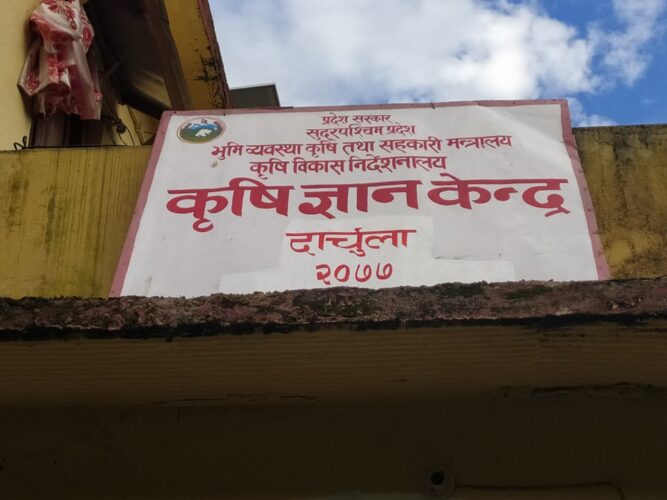 प्रदेश सरकार
सुदूरपश्चिम प्रदेश
भूमि व्यवस्था कृषि तथा सहकारी मन्त्रालय
कृषि विकास निर्देशनालय
कृषि ज्ञान केन्द्र
दार्चुला
२०७७